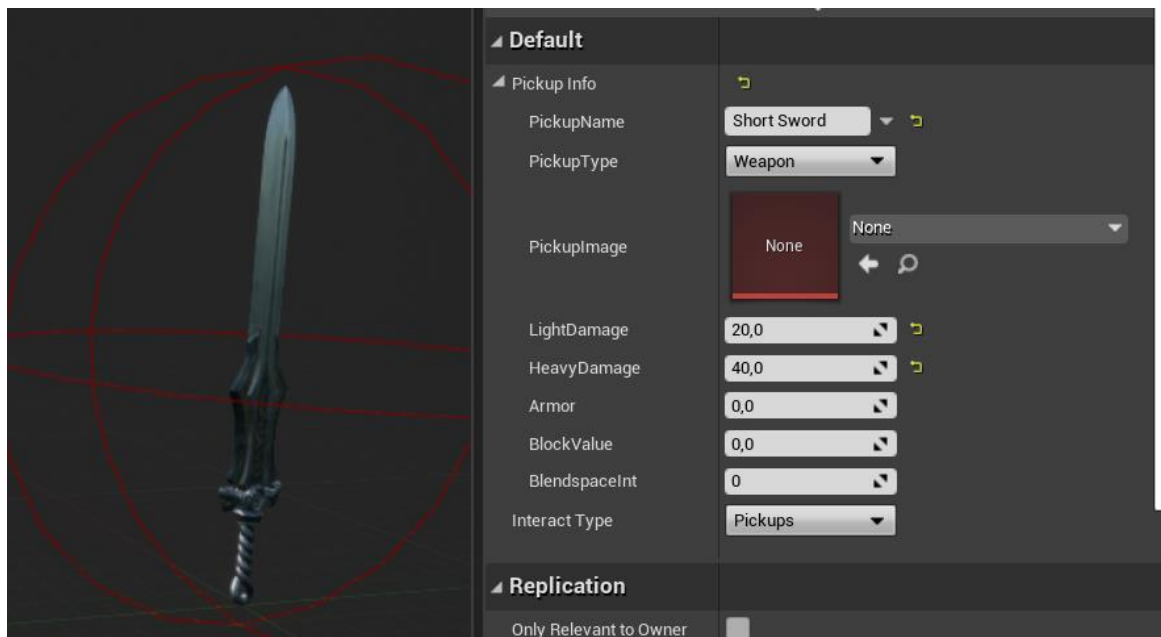 Default
Pickup Info
PickupName Short Sword
PickupType Weapon
PickupImage None None
LightDamage 20,0
HeavyDamage 40,0
Armor 0,0
BlockValue 0,0
BlendspaceInt 0
Interact Type Pickups
Replication
Only Relevant to Owner